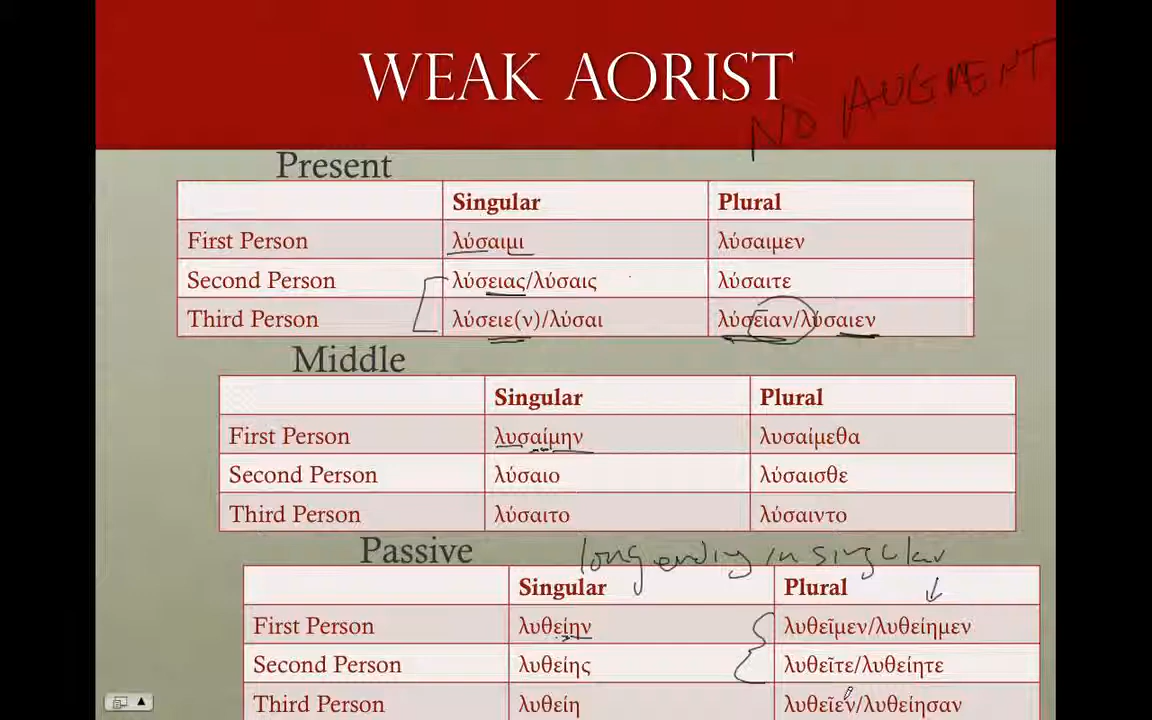 WEAK AORIST
NO AUGMENT
Present
Singular Plural
First Person λύσαιμι λύσαιμεν
Second Person λύσειας/λύσαις λύσαιτε
Third Person λύσειε(ν)/λύσαι λύσειαν/λύσαιεν
Middle
Singular Plural
First Person λυσαίμην λυσαίμεθα
Second Person λύσαιο λύσαισθε
Third Person λύσαιτο λύσαιντο
Passive long ending in singular
Singular Plural
First Person λυθείην λυθεῖμεν/λυθείημεν
Second Person λυθείης λυθεῖτε/λυθείητε
Third Person λυθείη λυθεῖεν/λυθείησαν